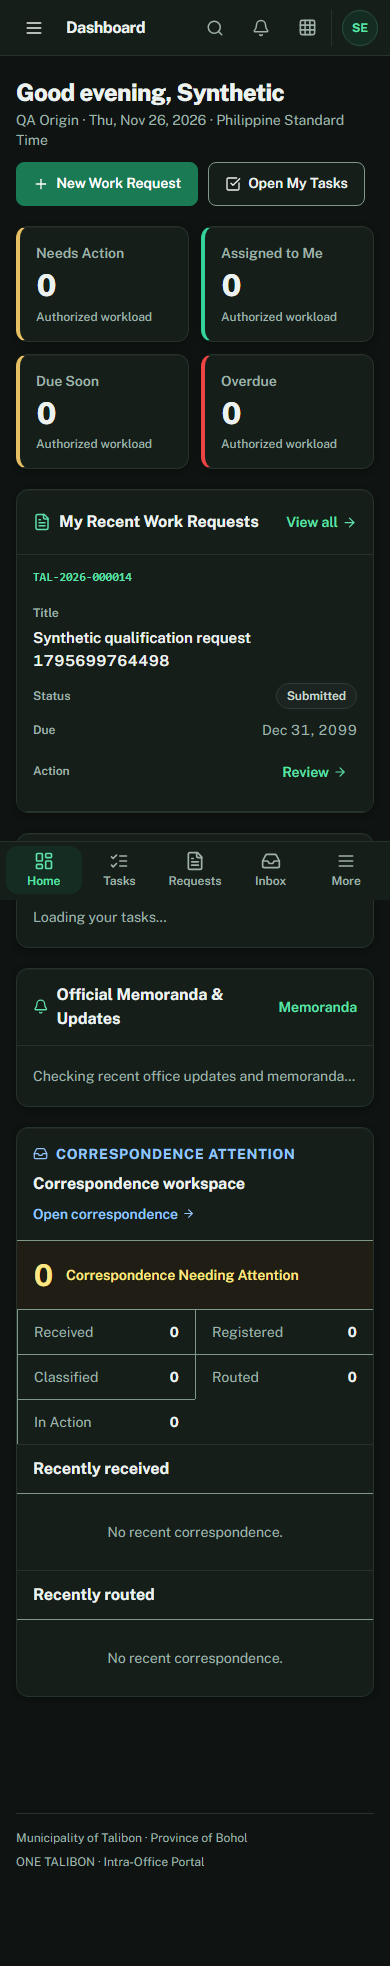 Dashboard
SE
Good evening, Synthetic
QA Origin · Thu, Nov 26, 2026 · Philippine Standard
Time
New Work Request
Open My Tasks
Needs Action
0
Authorized workload
Assigned to Me
0
Authorized workload
Due Soon
0
Authorized workload
Overdue
0
Authorized workload
My Recent Work Requests
View all →
TAL-2026-000014
Title
Synthetic qualification request
1795699764498
Status
Submitted
Due
Dec 31, 2099
Action
Review →
Home
Tasks
Requests
Inbox
More
Loading your tasks...
Official Memoranda &
Updates
Memoranda
Checking recent office updates and memoranda...
CORRESPONDENCE ATTENTION
Correspondence workspace
Open correspondence →
0 Correspondence Needing Attention
Received 0
Registered 0
Classified 0
Routed 0
In Action 0
Recently received
No recent correspondence.
Recently routed
No recent correspondence.
Municipality of Talibon · Province of Bohol
ONE TALIBON · Intra-Office Portal